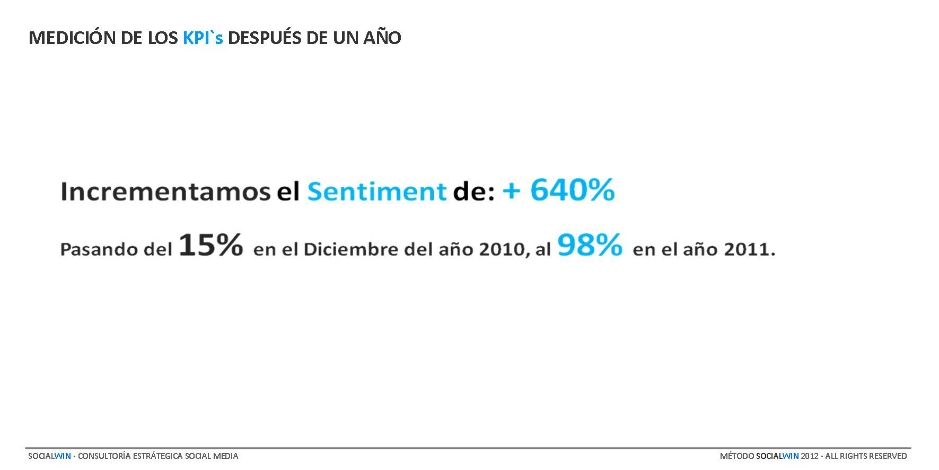 MEDICIÓN DE LOS KPI`s DESPUÉS DE UN AÑO
Incrementamos el Sentiment de: + 640%
Pasando del 15% en el Diciembre del año 2010, al 98% en el año 2011.
SOCIALWIN - CONSULTORÍA ESTRÁTEGICA SOCIAL MEDIA
MÉTODO SOCIALWIN 2012 - ALL RIGHTS RESERVED